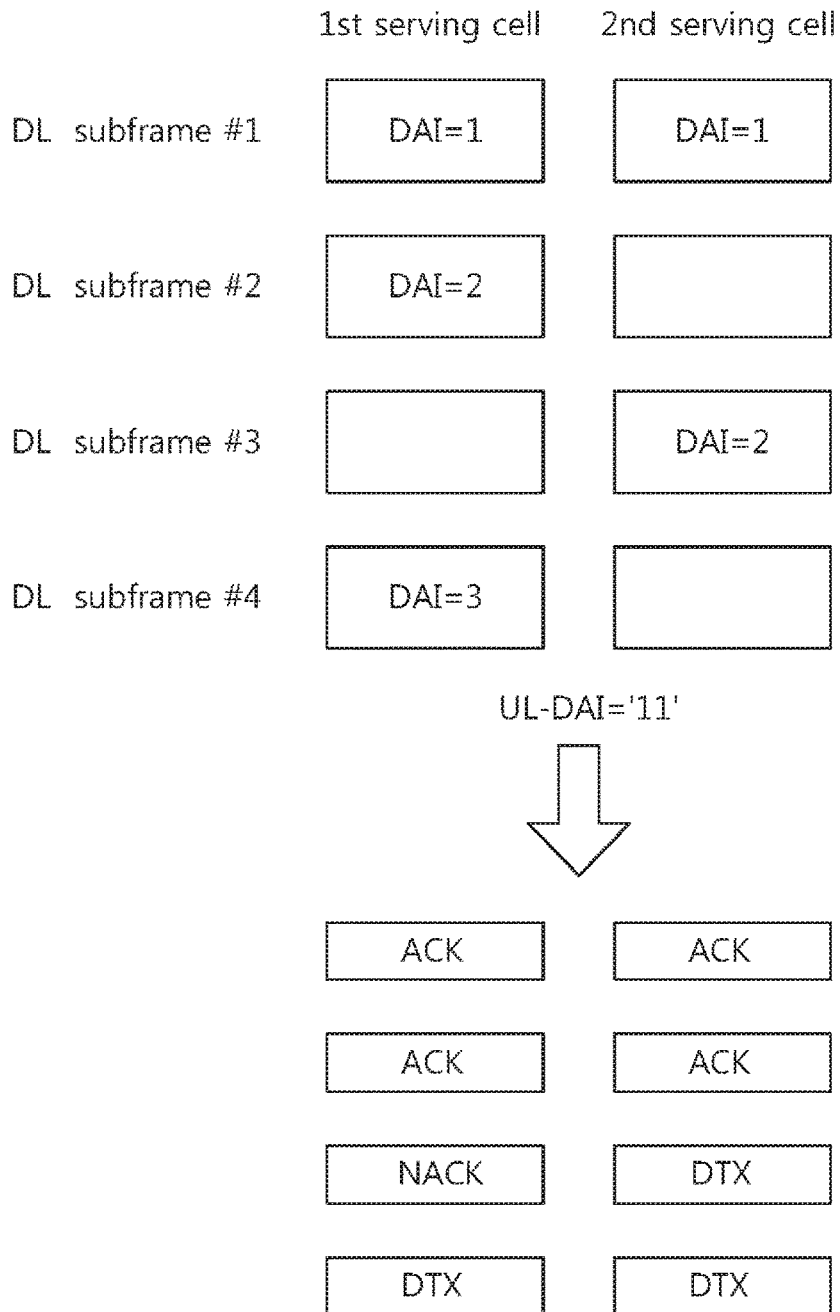 1st serving cell 2nd serving cell
DL subframe #1 DAI=1 DAI=1
DL subframe #2 DAI=2
DL subframe #3 DAI=2
DL subframe #4 DAI=3
UL-DAI='11'
ACK ACK
ACK ACK
NACK DTX
DTX DTX